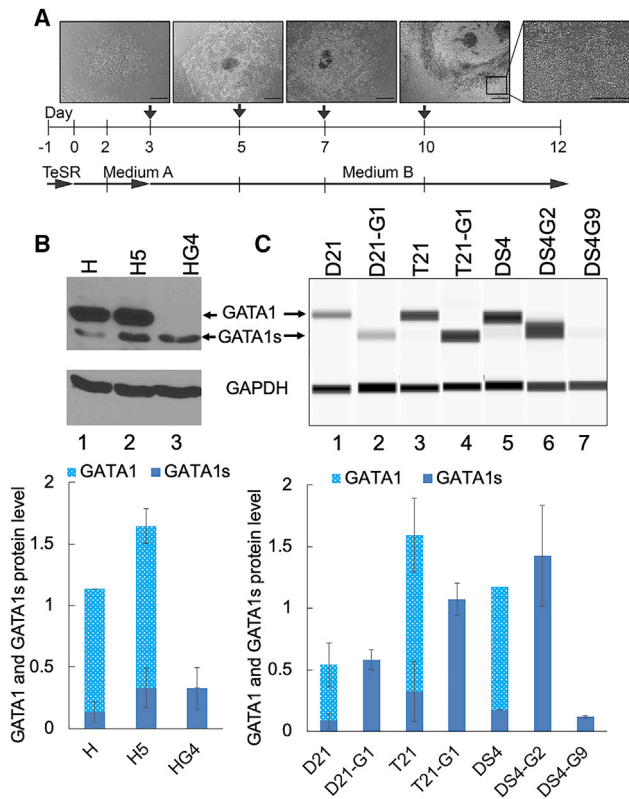 A
Day
-1 0 2 3 5 7 10 12
TeSR Medium A Medium B
B
H H5 HG4
GATA1
GATA1s
GAPDH
1 2 3
C
D21 D21-G1 T21 T21-G1 DS4 DS4G2 DS4G9
1 2 3 4 5 6 7
GATA1 GATA1s
GATA1 and GATA1s protein level
2
1.5
1
0.5
0
H H5 HG4
GATA1 GATA1s
GATA1 and GATA1s protein level
2
1.5
1
0.5
0
D21 D21-G1 T21 T21-G1 DS4 DS4-G2 DS4-G9